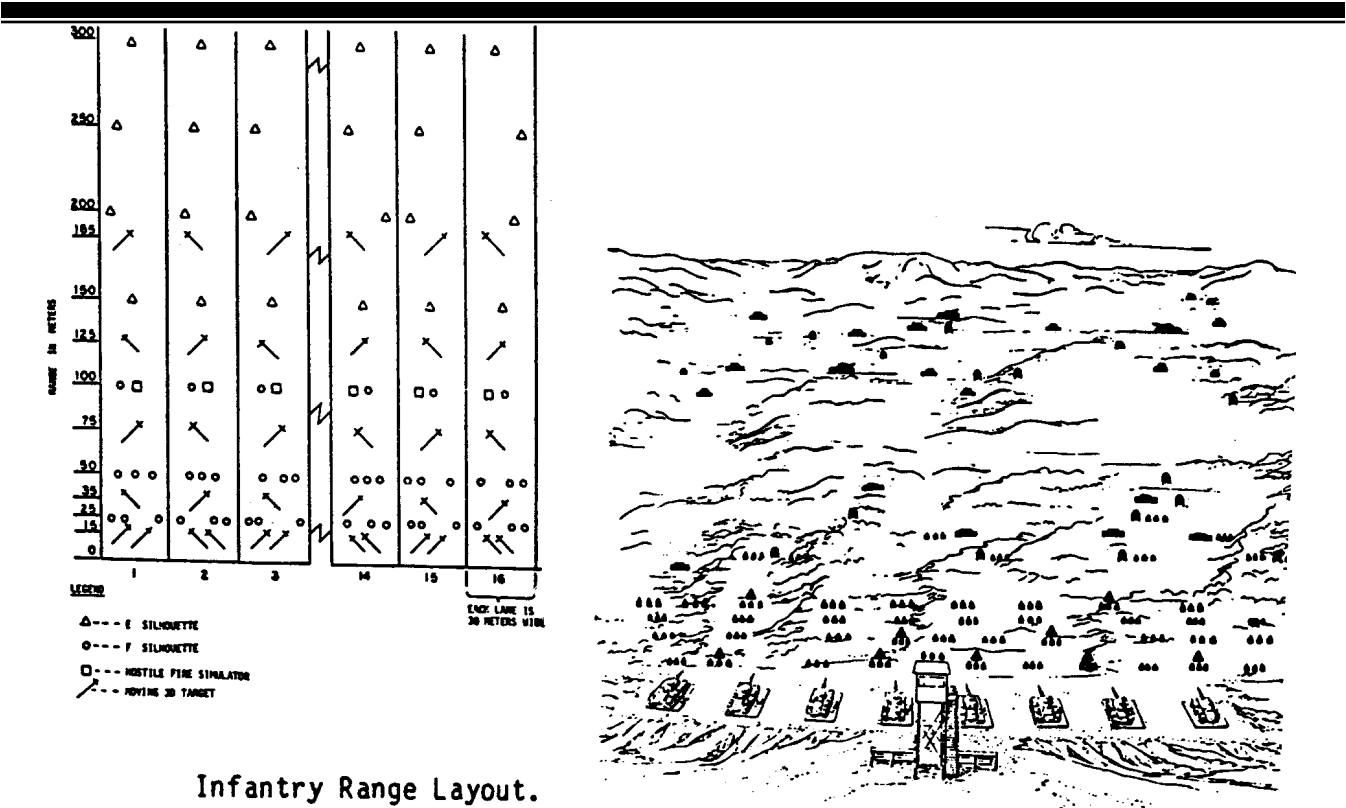 300
250
200
185
150
125
100
75
50
35
25
15
0
RANGE IN METERS
1 2 3 14 15 16
EACH LANE IS
30 METERS WIDE
LEGEND
---- E SILHOUETTE
---- F SILHOUETTE
---- HOSTILE FIRE SIMULATOR
---- MOVING 3D TARGET
Infantry Range Layout.